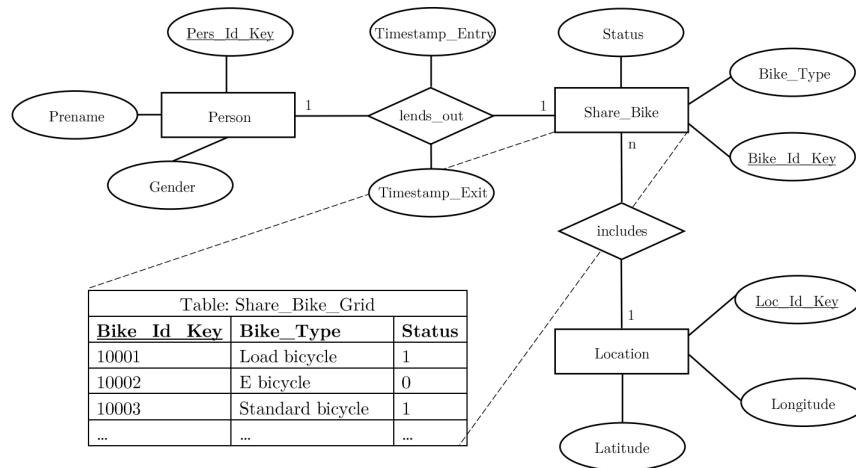 Pers_Id_Key
Timestamp_Entry
Status
Bike_Type
Prename
Person
1
lends_out
1
Share_Bike
n
Bike_Id_Key
Gender
Timestamp_Exit
includes
Table: Share_Bike_Grid
Bike_Id_Key Bike_Type Status
10001 Load bicycle 1
10002 E bicycle 0
10003 Standard bicycle 1
... ... ...
1
Location
Loc_Id_Key
Longitude
Latitude